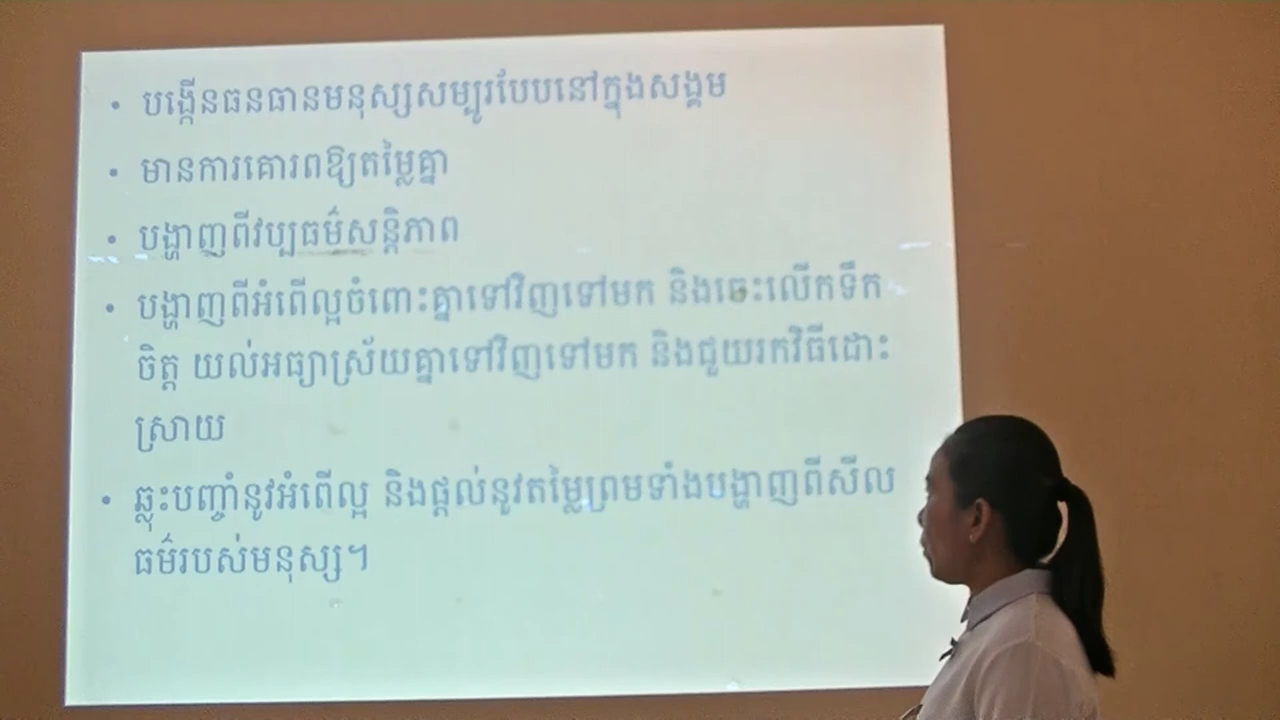 • បង្កើនធនធានមនុស្សសម្បូរបែបនៅក្នុងសង្គម
• មានការគោរពឱ្យតម្លៃគ្នា
• បង្ហាញពីវប្បធម៌សន្តិភាព
• បង្ហាញពីអំពើល្អចំពោះគ្នាទៅវិញទៅមក និងចេះលើកទឹក
ចិត្ត យល់អធ្យាស្រ័យគ្នាទៅវិញទៅមក និងជួយរកវិធីដោះ
ស្រាយ
• ឆ្លុះបញ្ចាំនូវអំពើល្អ និងផ្តល់នូវតម្លៃព្រមទាំងបង្ហាញពីសីល
ធម៌របស់មនុស្ស។